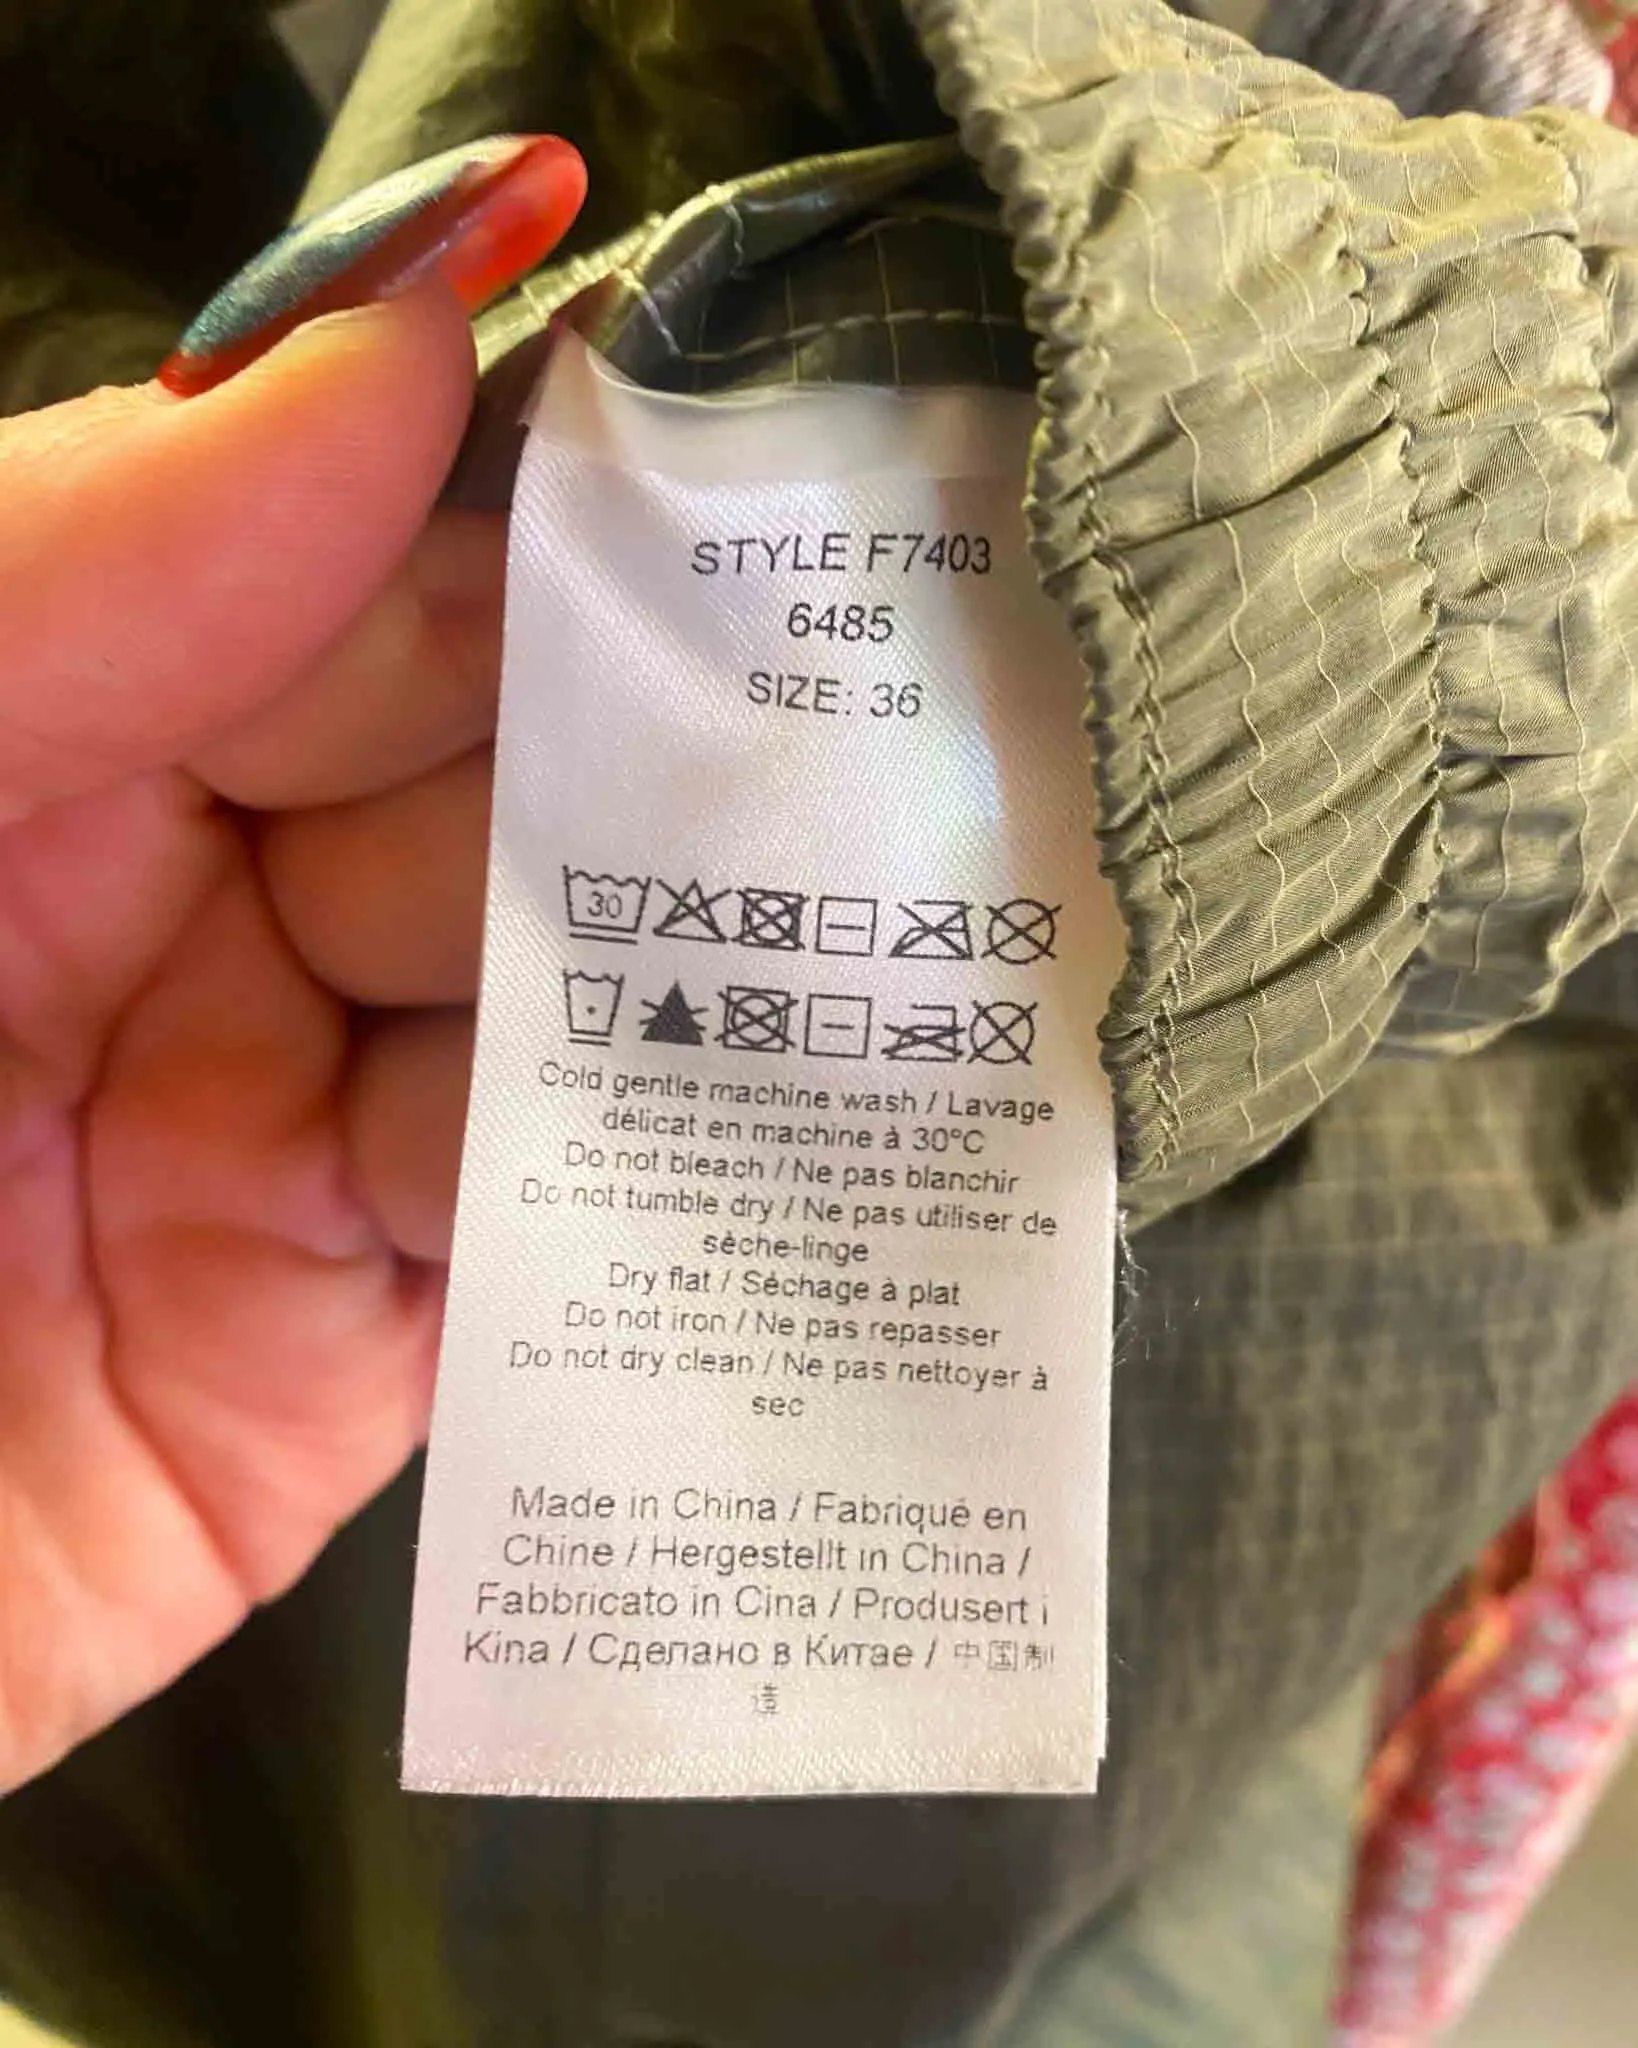 STYLE F7403
6485
SIZE: 36
30
Cold gentle machine wash / Lavage
délicat en machine à 30°C
Do not bleach / Ne pas blanchir
Do not tumble dry / Ne pas utiliser de
sèche-linge
Dry flat / Séchage à plat
Do not iron / Ne pas repasser
Do not dry clean / Ne pas nettoyer à
sec
Made in China / Fabriqué en
Chine / Hergestellt in China /
Fabbricato in Cina / Produsert i
Kina / Сделано в Китае / 中国制
造